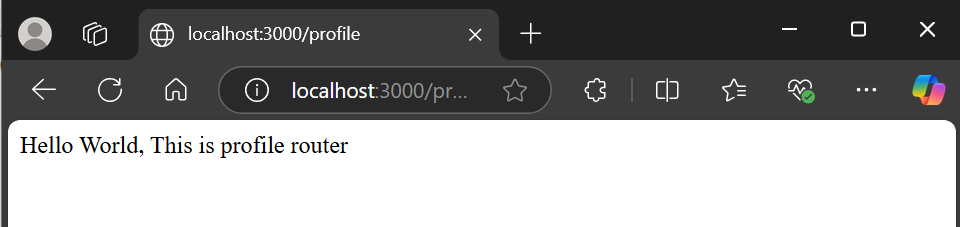 localhost:3000/profile
localhost:3000/pr...
Hello World, This is profile router